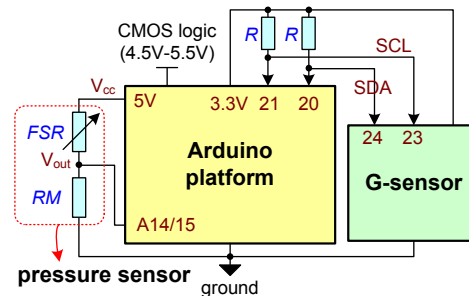 CMOS logic
(4.5V-5.5V)
R R
SCL
SDA
Vcc
5V 3.3V 21 20
24 23
FSR
Vout
Arduino
platform
G-sensor
RM
A14/15
pressure sensor
ground